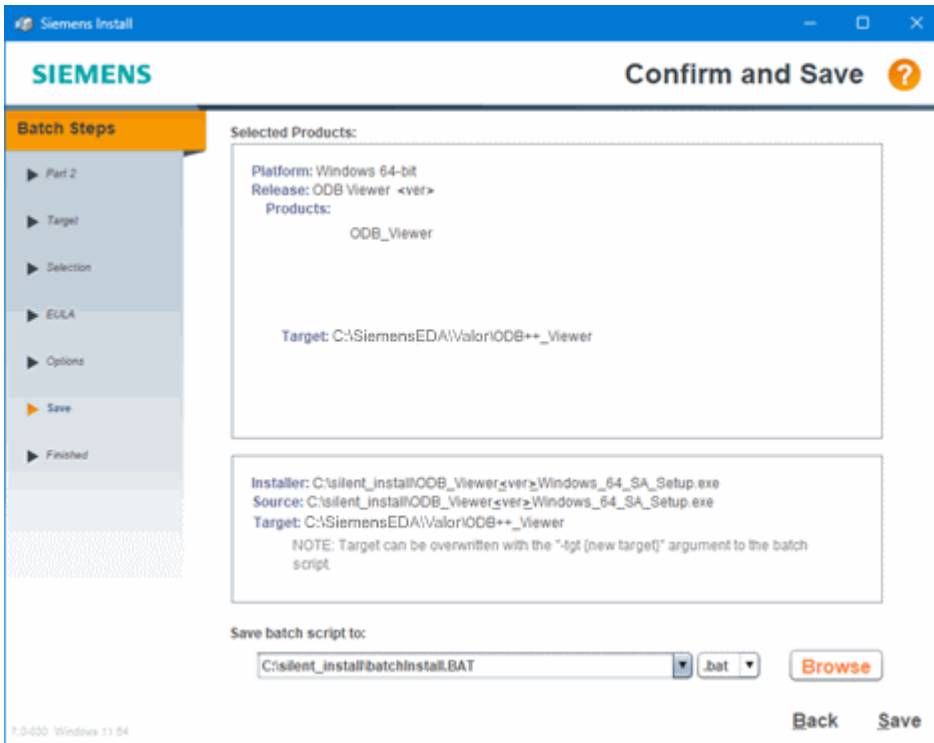 Siemens Install
SIEMENS
Confirm and Save
?
Batch Steps
Part 2
Target
Selection
EULA
Options
Save
Finished
Selected Products:
Platform: Windows 64-bit
Release: ODB Viewer <ver>
Products:
ODB_Viewer
Target: C:\SiemensEDA\Valor\ODB++_Viewer
Installer: C:\silent_install\ODB_Viewer<ver>Windows_64_SA_Setup.exe
Source: C:\silent_install\ODB_Viewer<ver>Windows_64_SA_Setup.exe
Target: C:\SiemensEDA\Valor\ODB++_Viewer
NOTE: Target can be overwritten with the "-tgt {new target}" argument to the batch
script
Save batch script to:
C:\silent_install\batchInstall.BAT
.bat
Browse
Back
Save
Windows 11 64